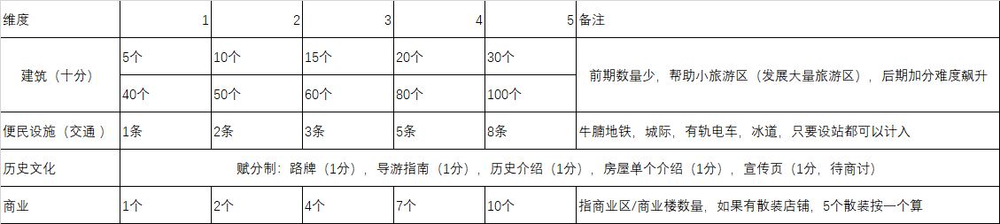 维度 1 2 3 4 5 备注
建筑（十分） 5个 10个 15个 20个 30个 前期数量少，帮助小旅游区（发展大量旅游区），后期加分难度飙升
40个 50个 60个 80个 100个
便民设施（交通 ） 1条 2条 3条 5条 8条 牛腩地铁，城际，有轨电车，冰道，只要设站都可以计入
历史文化 赋分制：路牌（1分），导游指南（1分），历史介绍（1分），房屋单个介绍（1分），宣传页（1分，待商讨）
商业 1个 2个 4个 7个 10个 指商业区/商业楼数量，如果有散装店铺，5个散装按一个算